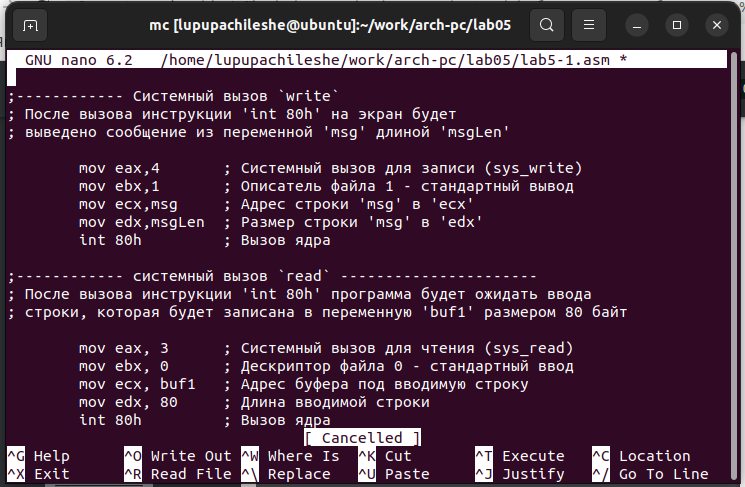 mc [lupupachileshe@ubuntu]:~/work/arch-pc/lab05
GNU nano 6.2 /home/lupupachileshe/work/arch-pc/lab05/lab5-1.asm *
;------------ Системный вызов `write`
; После вызова инструкции 'int 80h' на экран будет
; выведено сообщение из переменной 'msg' длиной 'msgLen'
mov eax,4 ; Системный вызов для записи (sys_write)
mov ebx,1 ; Описатель файла 1 - стандартный вывод
mov ecx,msg ; Адрес строки 'msg' в 'ecx'
mov edx,msgLen ; Размер строки 'msg' в 'edx'
int 80h ; Вызов ядра
;------------ системный вызов `read` ----------------------
; После вызова инструкции 'int 80h' программа будет ожидать ввода
; строки, которая будет записана в переменную 'buf1' размером 80 байт
mov eax, 3 ; Системный вызов для чтения (sys_read)
mov ebx, 0 ; Дескриптор файла 0 - стандартный ввод
mov ecx, buf1 ; Адрес буфера под вводимую строку
mov edx, 80 ; Длина вводимой строки
int 80h ; Вызов ядра
[ Cancelled ]
^G Help ^O Write Out ^W Where Is ^K Cut ^T Execute ^C Location
^X Exit ^R Read File ^\ Replace ^U Paste ^J Justify ^/ Go To Line